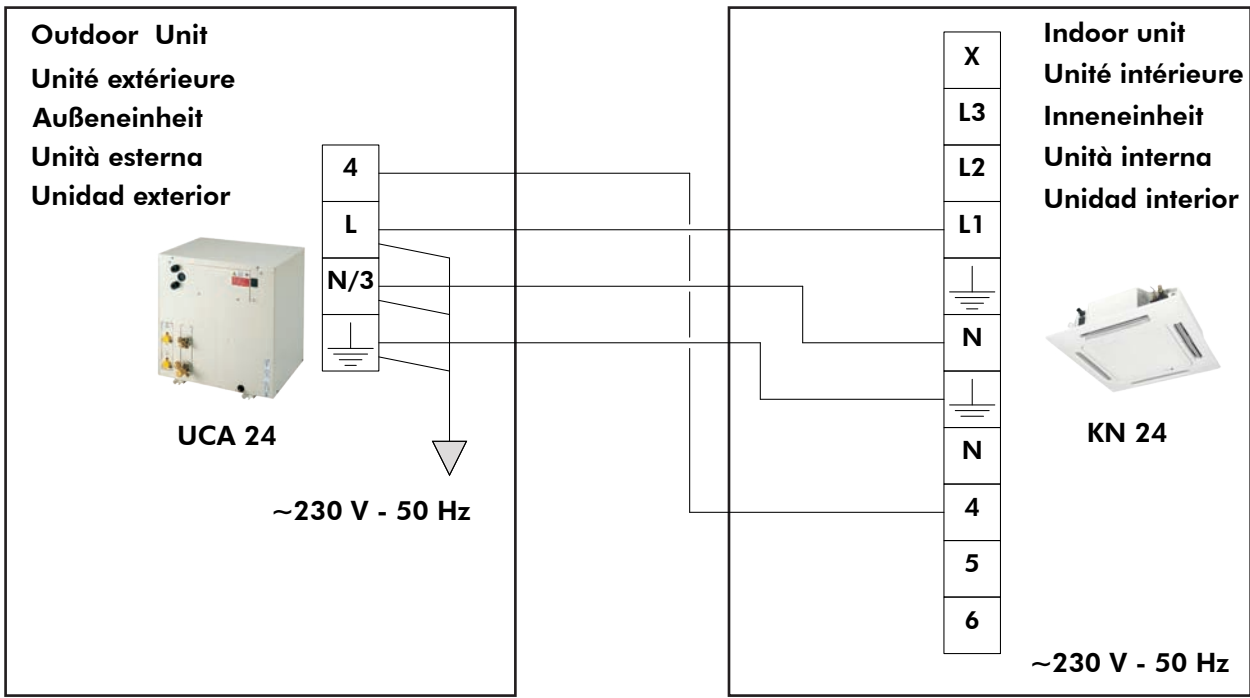 Outdoor Unit
Unité extérieure
Außeneinheit
Unità esterna
Unidad exterior
4
L
N/3
UCA 24
~230 V - 50 Hz
X
L3
L2
L1
N
N
4
5
6
Indoor unit
Unité intérieure
Inneneinheit
Unità interna
Unidad interior
KN 24
~230 V - 50 Hz